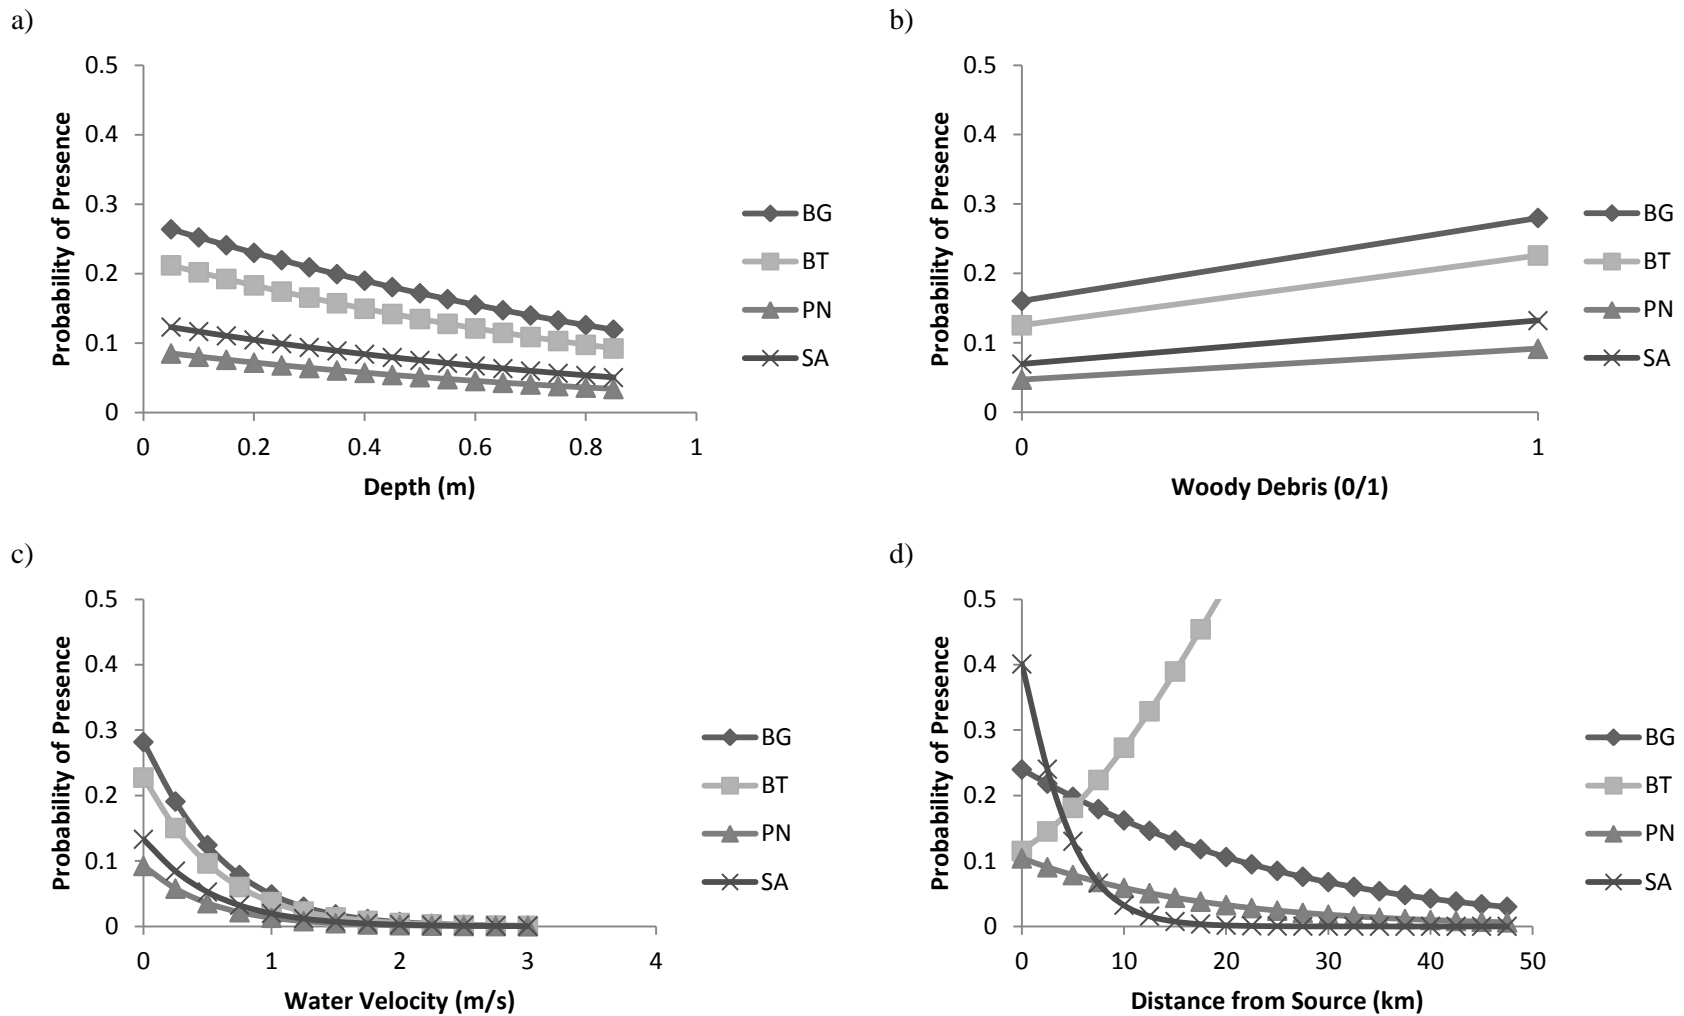 a)
0.5
0.4
0.3
0.2
0.1
0
0 0.2 0.4 0.6 0.8 1
Probability of Presence
Depth (m)
BG
BT
PN
SA
b)
0.5
0.4
0.3
0.2
0.1
0
0 1
Probability of Presence
Woody Debris (0/1)
BG
BT
PN
SA
c)
0.5
0.4
0.3
0.2
0.1
0
0 1 2 3 4
Probability of Presence
Water Velocity (m/s)
BG
BT
PN
SA
d)
0.5
0.4
0.3
0.2
0.1
0
0 10 20 30 40 50
Probability of Presence
Distance from Source (km)
BG
BT
PN
SA